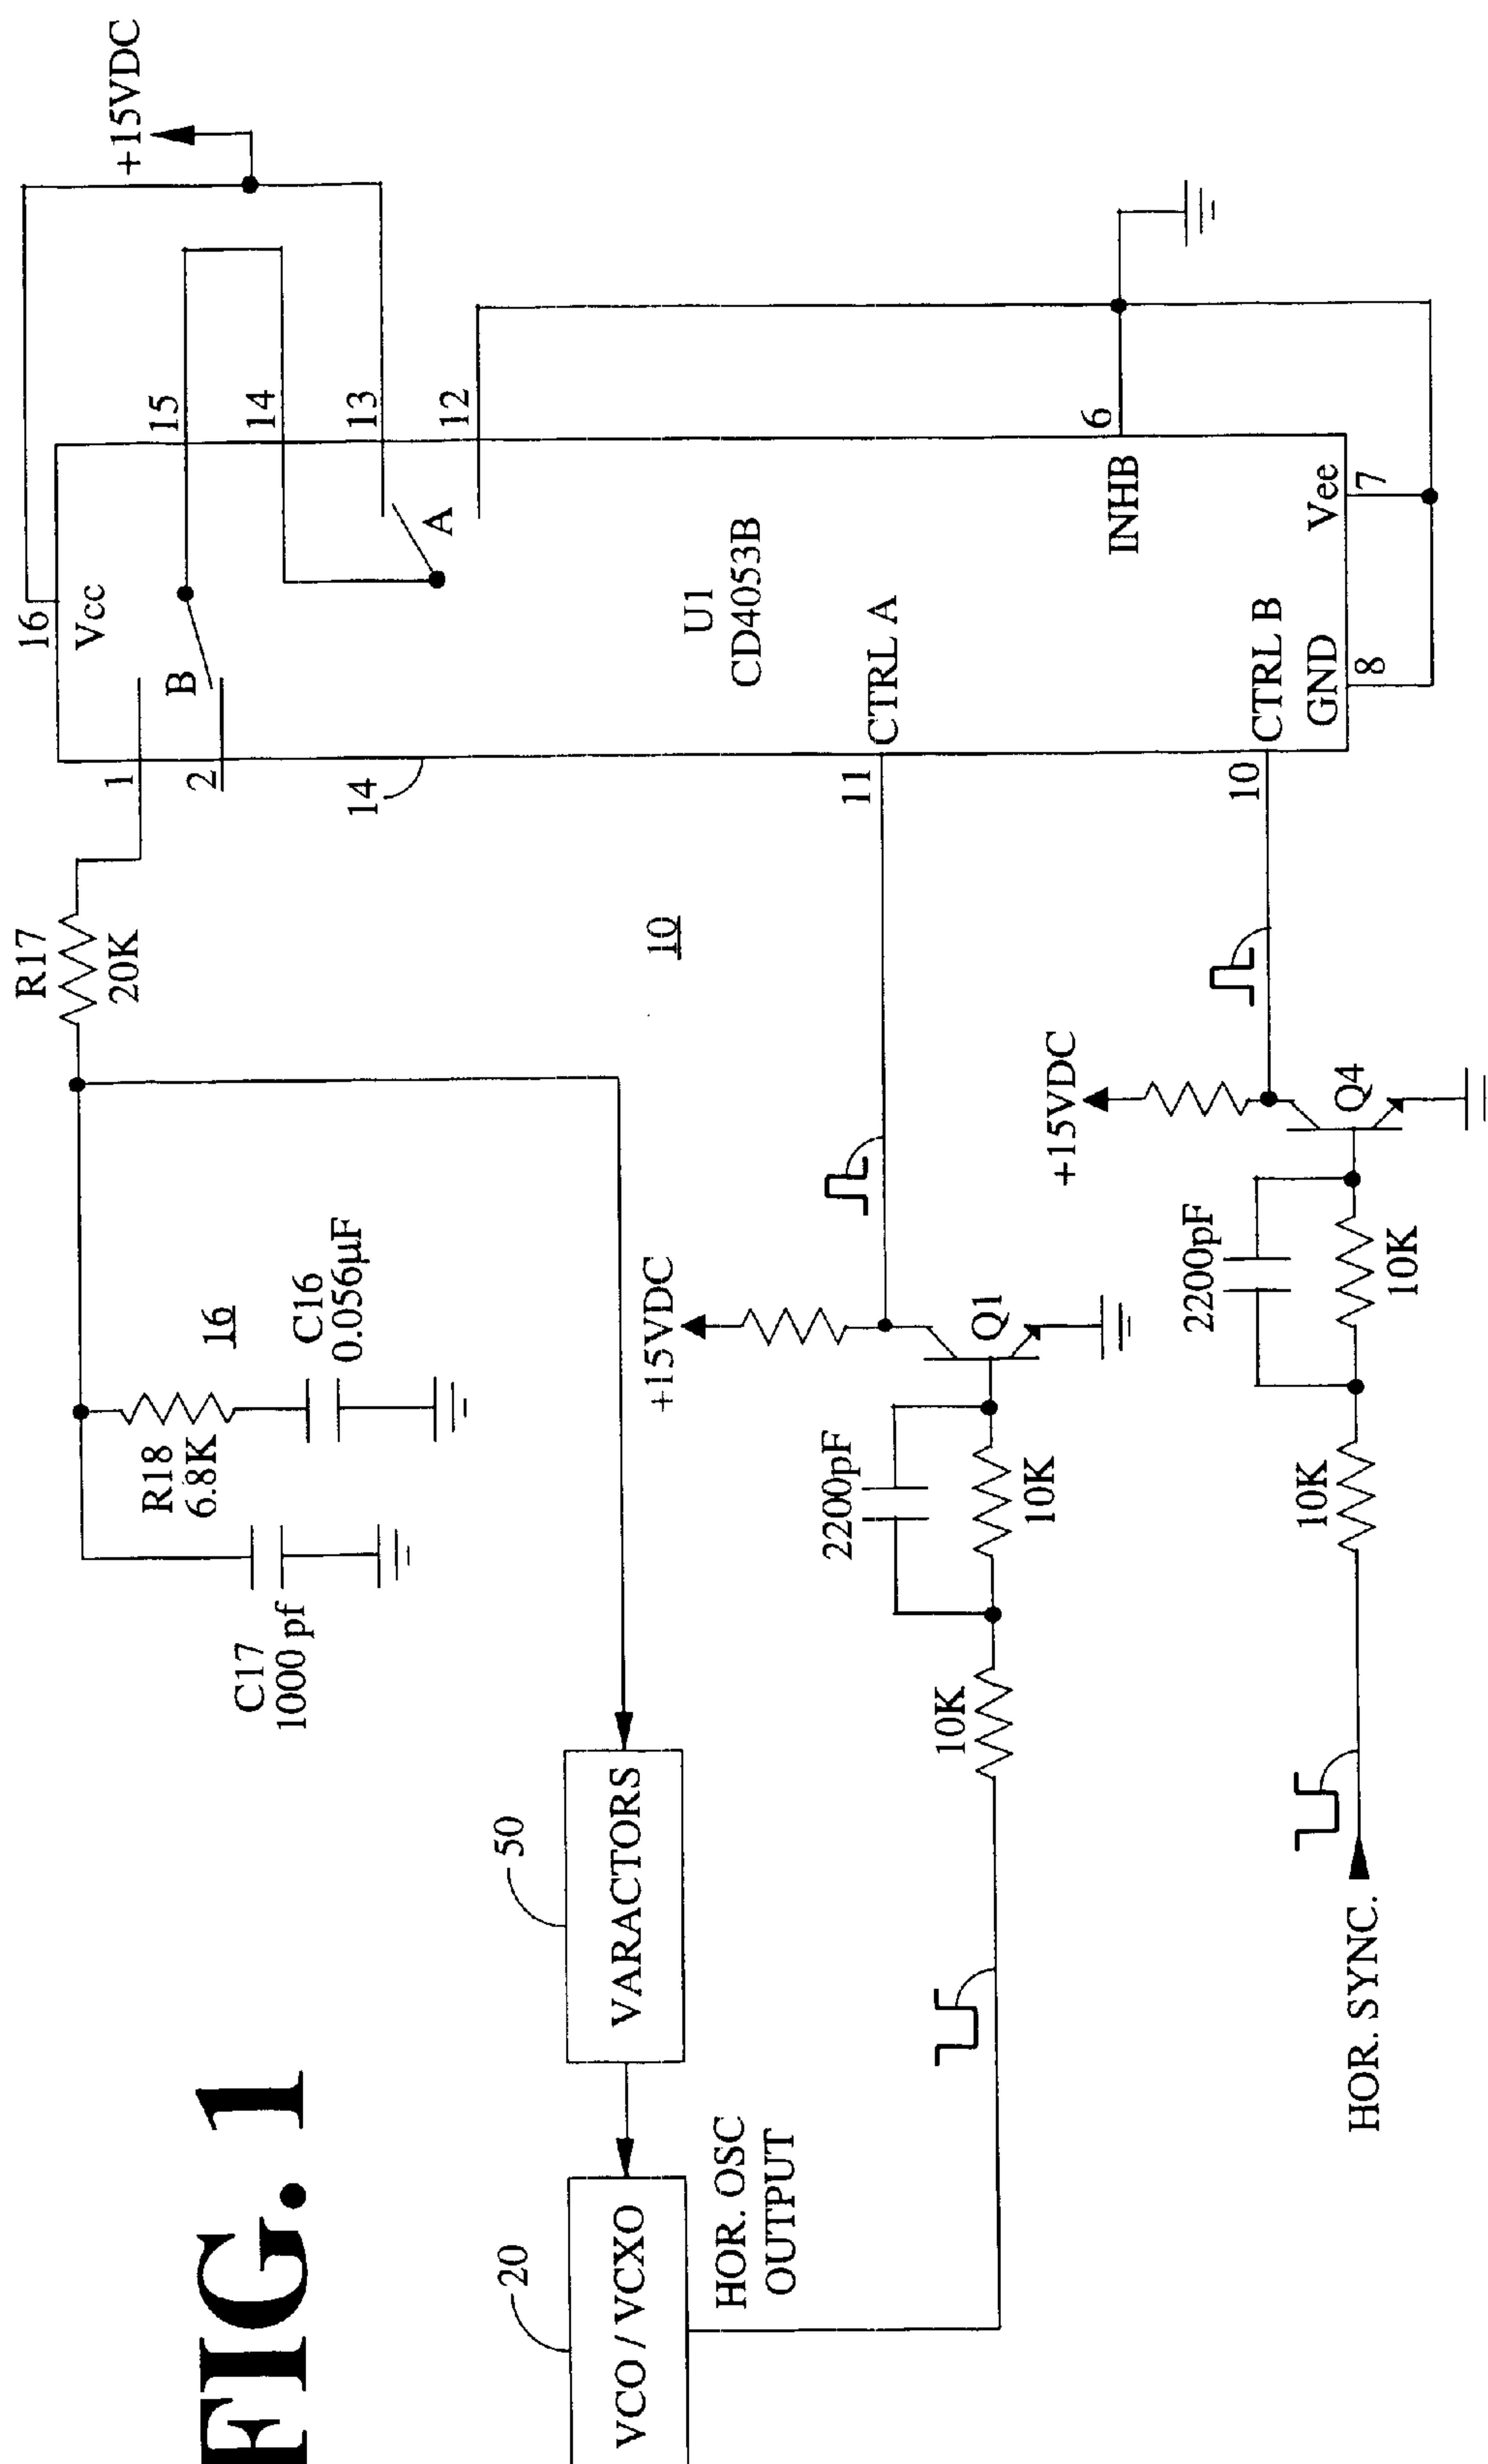 FIG. 1
+15VDC
16
Vcc
15
14
13
12
B
A
1
2
14
U1
CD4053B
CTRL A
11
INHB
6
CTRL B
10
GND
8
Vee
7
R17
20K
10
16
R18
6.8K
C16
0.056µF
C17
1000 pf
50
VARACTORS
20
VCO / VCXO
HOR. OSC
OUTPUT
10K
2200pF
10K
+15VDC
Q1
HOR. SYNC.
10K
2200pF
10K
+15VDC
Q4